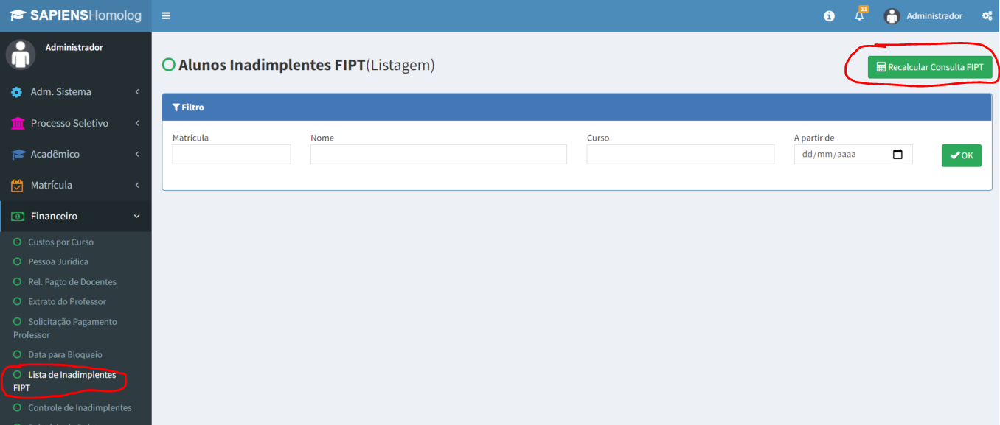 SAPIENSHomolog
11
Administrador
Administrador
Alunos Inadimplentes FIPT(Listagem)
Recalcular Consulta FIPT
Adm. Sistema
Processo Seletivo
Acadêmico
Matrícula
Financeiro
Custos por Curso
Pessoa Jurídica
Rel. Pagto de Docentes
Extrato do Professor
Solicitação Pagamento
Professor
Data para Bloqueio
Lista de Inadimplentes
FIPT
Controle de Inadimplentes
Filtro
Matrícula
Nome
Curso
A partir de
dd/mm/aaaa
OK